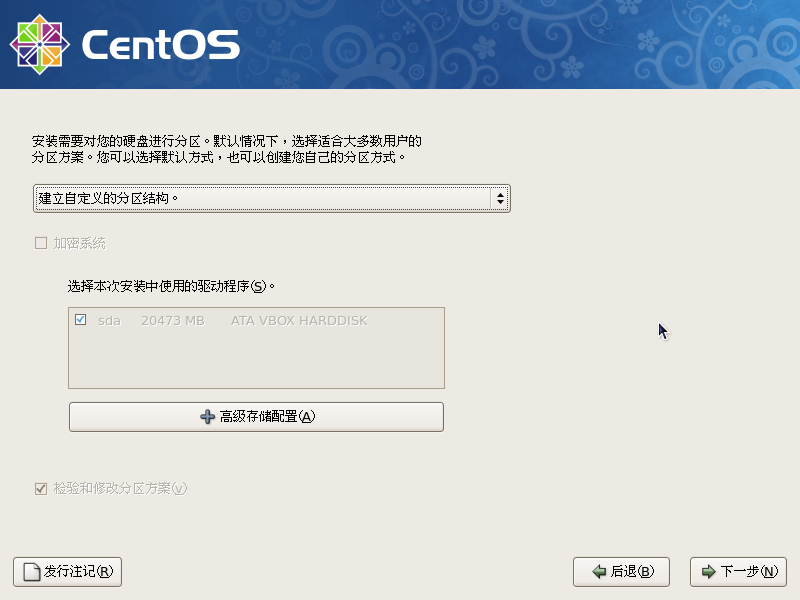 CentOS
安装需要对您的硬盘进行分区。默认情况下，选择适合大多数用户的
分区方案。您可以选择默认方式，也可以创建您自己的分区方式。
建立自定义的分区结构。
加密系统
选择本次安装中使用的驱动程序(S)。
sda 20473 MB ATA VBOX HARDDISK
高级存储配置(A)
检验和修改分区方案(v)
发行注记(R) 后退(B) 下一步(N)